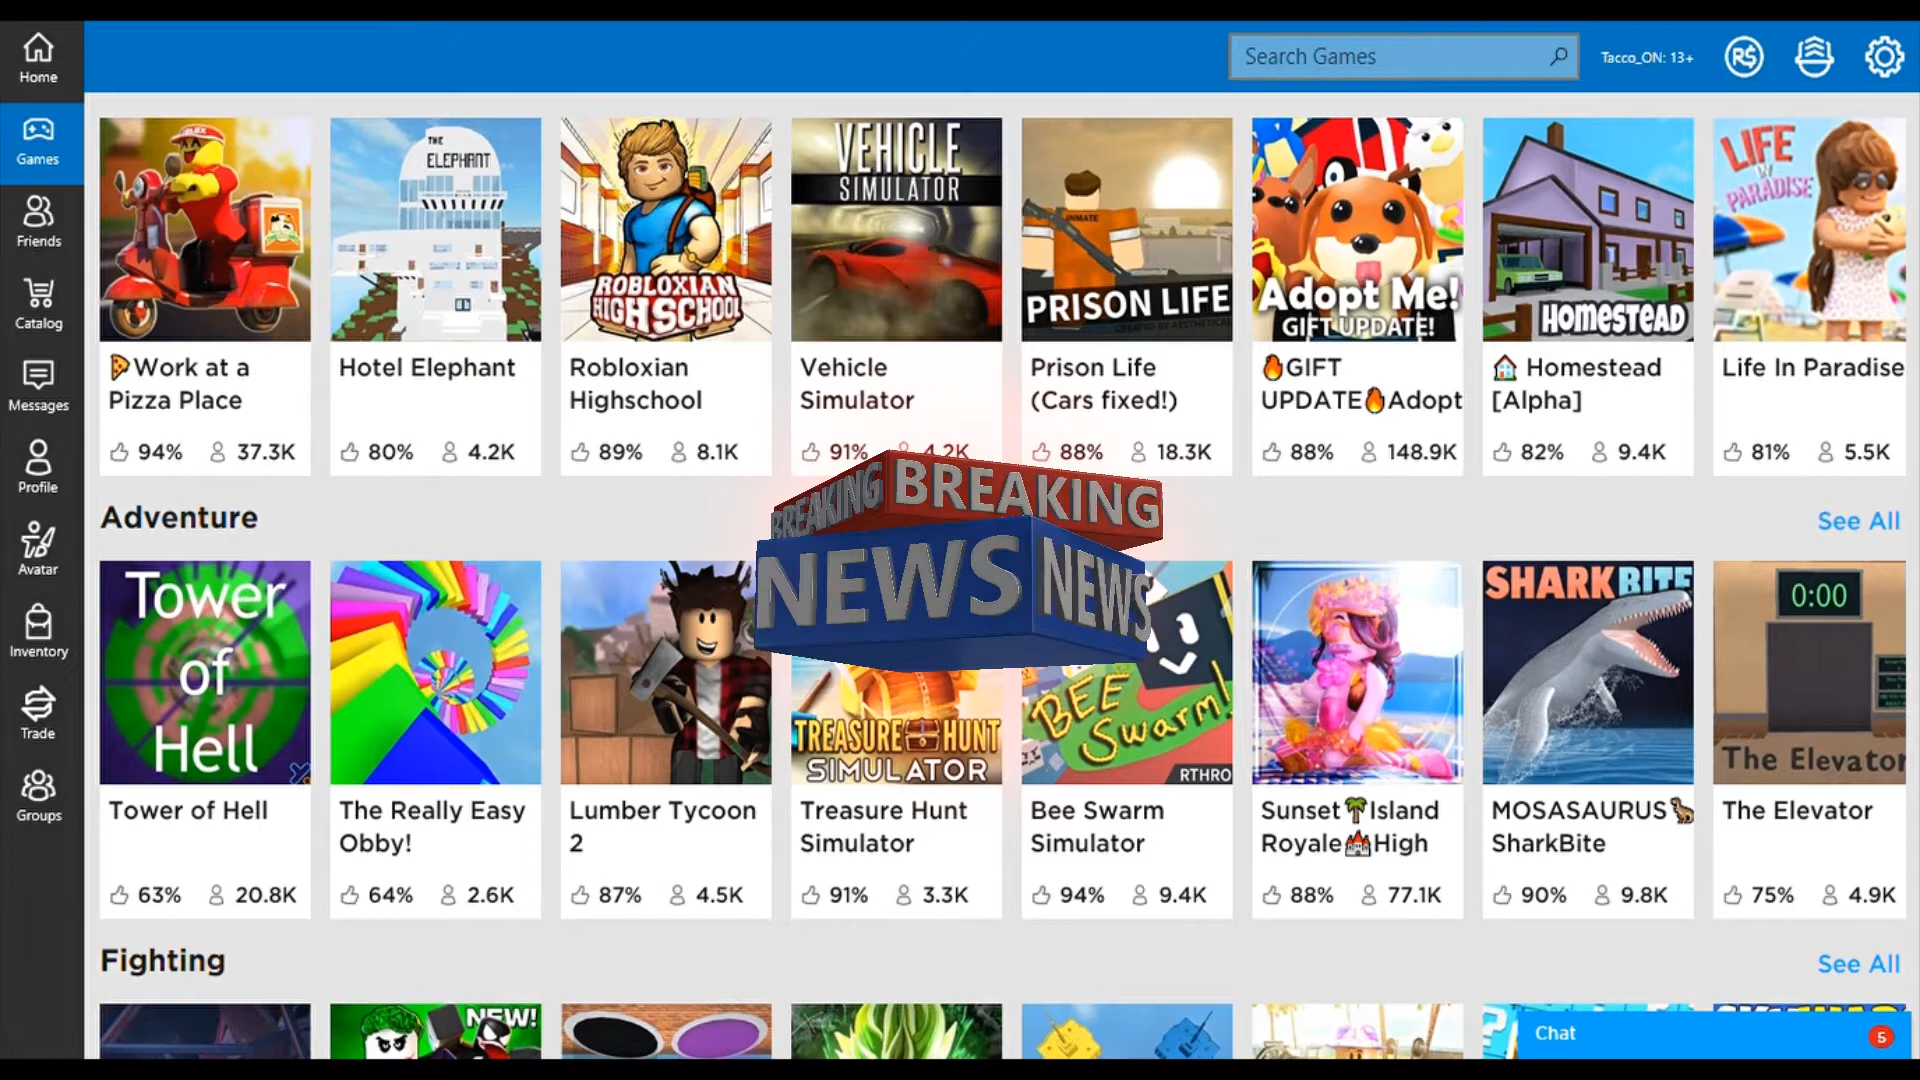 Search Games
Tacco_ON: 13+
R$
Home
Games
Friends
Catalog
Messages
Profile
Avatar
Inventory
Trade
Groups
THE
ELEPHANT
ROBLOXIAN
HIGH SCHOOL
VEHICLE
SIMULATOR
INMATE
PRISON LIFE
Adopt Me!
GIFT UPDATE!
HOMESTEAD
LIFE
IN
PARADISE
🍕Work at a
Pizza Place
94% 37.3K
Hotel Elephant
80% 4.2K
Robloxian
Highschool
89% 8.1K
Vehicle
Simulator
91% 4.2K
Prison Life
(Cars fixed!)
88% 18.3K
🔥GIFT
UPDATE🔥Adopt
88% 148.9K
🏠 Homestead
[Alpha]
82% 9.4K
Life In Paradise
81% 5.5K
BREAKING BREAKING
NEWS NEWS
Adventure
See All
Tower
of
Hell
TREASURE HUNT
SIMULATOR
BEE
Swarm!
RTHRO
SHARKBITE
0:00
The Elevator
Tower of Hell
63% 20.8K
The Really Easy
Obby!
64% 2.6K
Lumber Tycoon
2
87% 4.5K
Treasure Hunt
Simulator
91% 3.3K
Bee Swarm
Simulator
94% 9.4K
Sunset🌴Island
Royale🏰High
88% 77.1K
MOSASAURUS🦖
SharkBite
90% 9.8K
The Elevator
75% 4.9K
Fighting
See All
NEW!
Chat
5